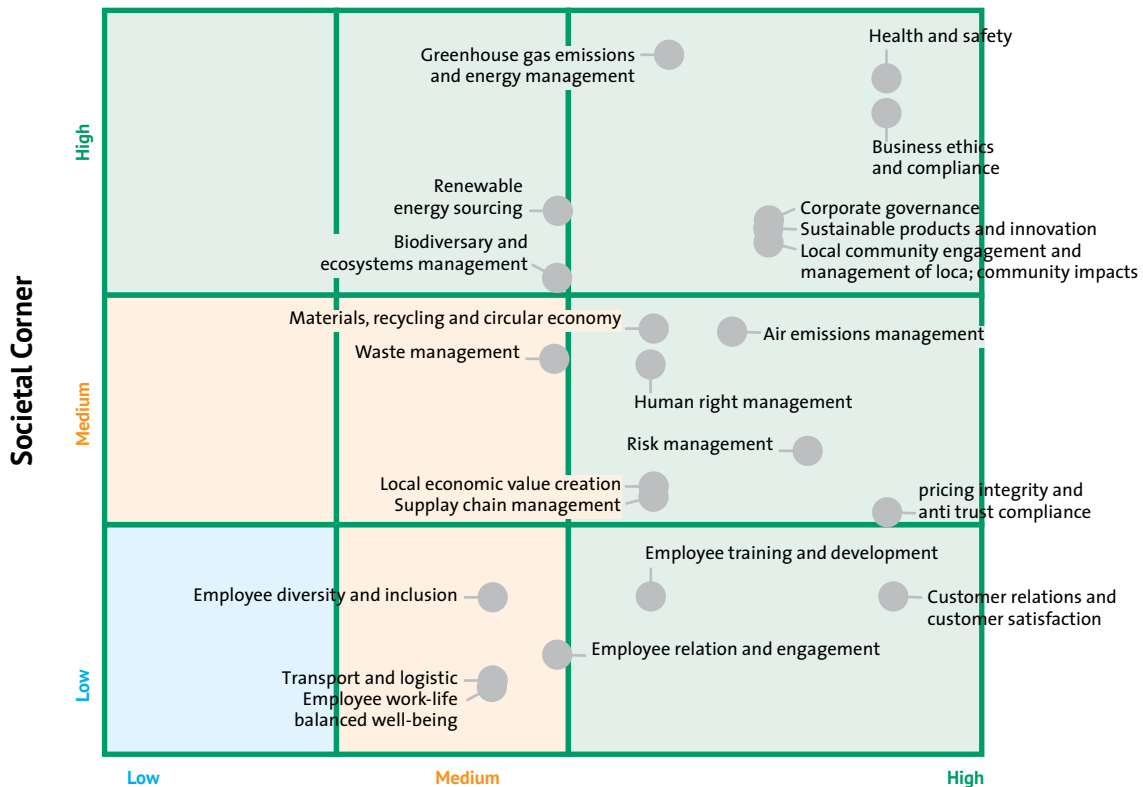 Health and safety
Greenhouse gas emissions
and energy management
High
Business ethics
and compliance
Renewable
energy sourcing
Corporate governance
Sustainable products and innovation
Local community engagement and
management of loca; community impacts
Biodiversary and
ecosystems management
Societal Corner
Materials, recycling and circular economy
Air emissions management
Waste management
Medium
Human right management
Risk management
Local economic value creation
Supplay chain management
pricing integrity and
anti trust compliance
Employee training and development
Employee diversity and inclusion
Customer relations and
customer satisfaction
Employee relation and engagement
Low
Transport and logistic
Employee work-life
balanced well-being
Low
Medium
High